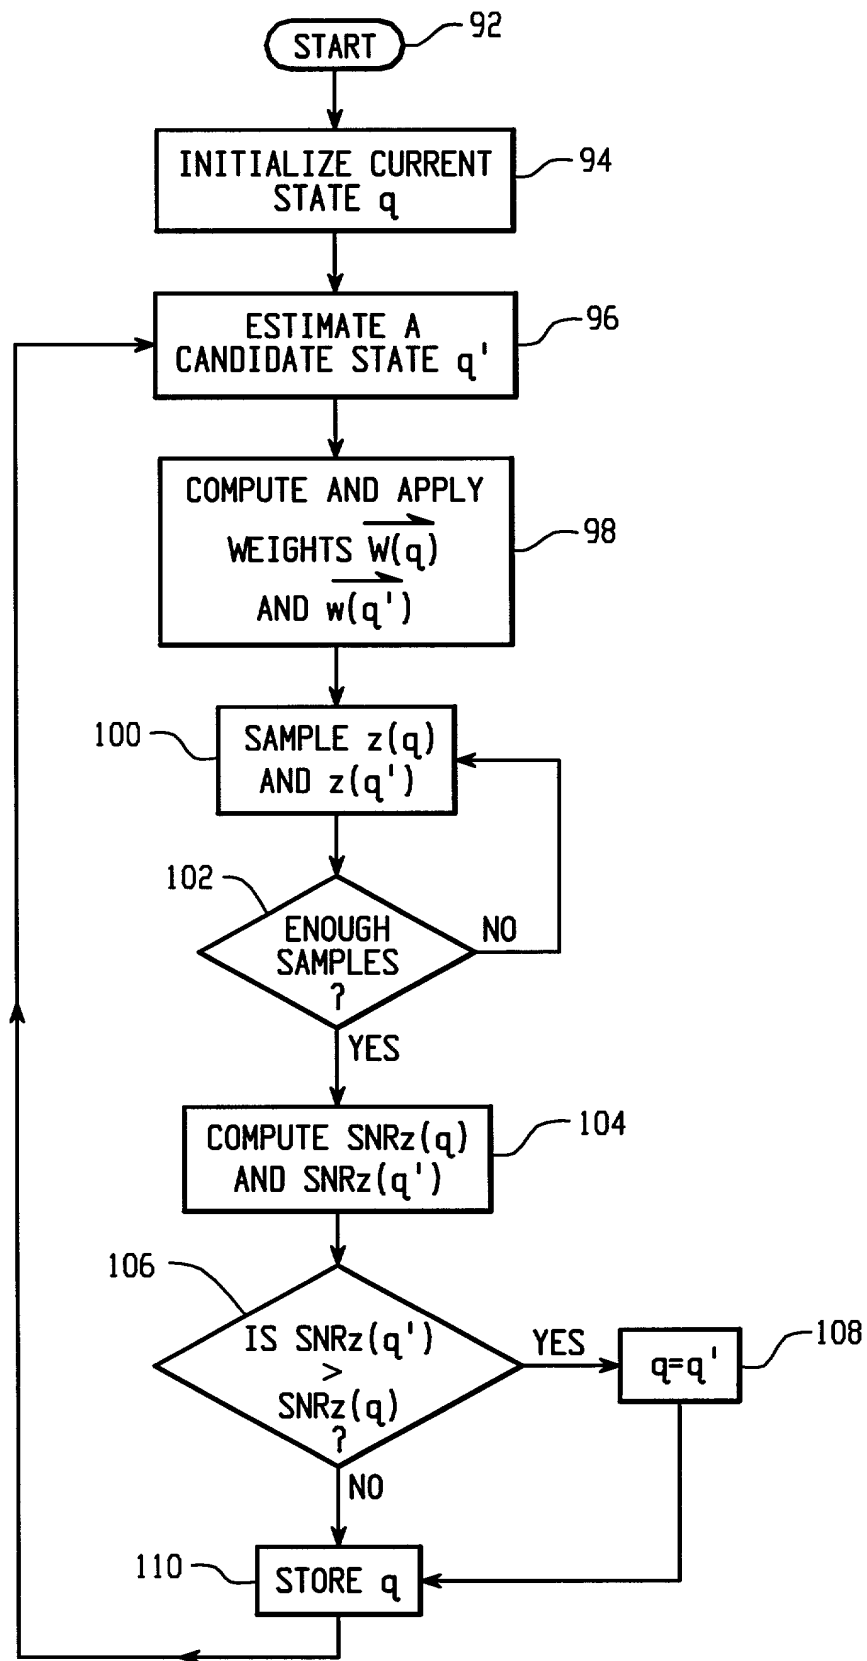 START
92
INITIALIZE CURRENT
STATE q
94
ESTIMATE A
CANDIDATE STATE q'
96
COMPUTE AND APPLY
WEIGHTS W(q)
AND w(q')
98
100
SAMPLE z(q)
AND z(q')
102
ENOUGH
SAMPLES
?
NO
YES
COMPUTE SNRz(q)
AND SNRz(q')
104
106
IS SNRz(q')
>
SNRz(q)
?
YES
q=q'
108
NO
110
STORE q